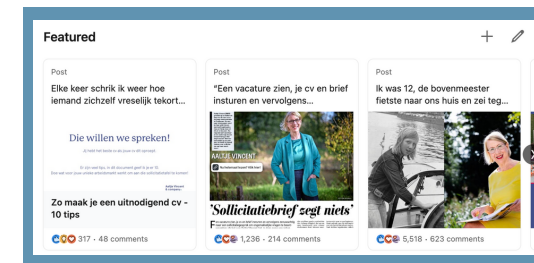 Featured
Post
Elke keer schrik ik weer hoe
iemand zichzelf vreselijk tekort...
Die willen we spreken!
Zo maak je een uitnodigend cv -
10 tips
317 · 48 comments
Post
"Een vacature zien, je cv en brief
insturen en vervolgens...
AALTJE VINCENT
'Sollicitatiebrief zegt niets'
1,236 · 214 comments
Post
Ik was 12, de bovenmeester
fietste naar ons huis en zei teg...
5,518 · 623 comments